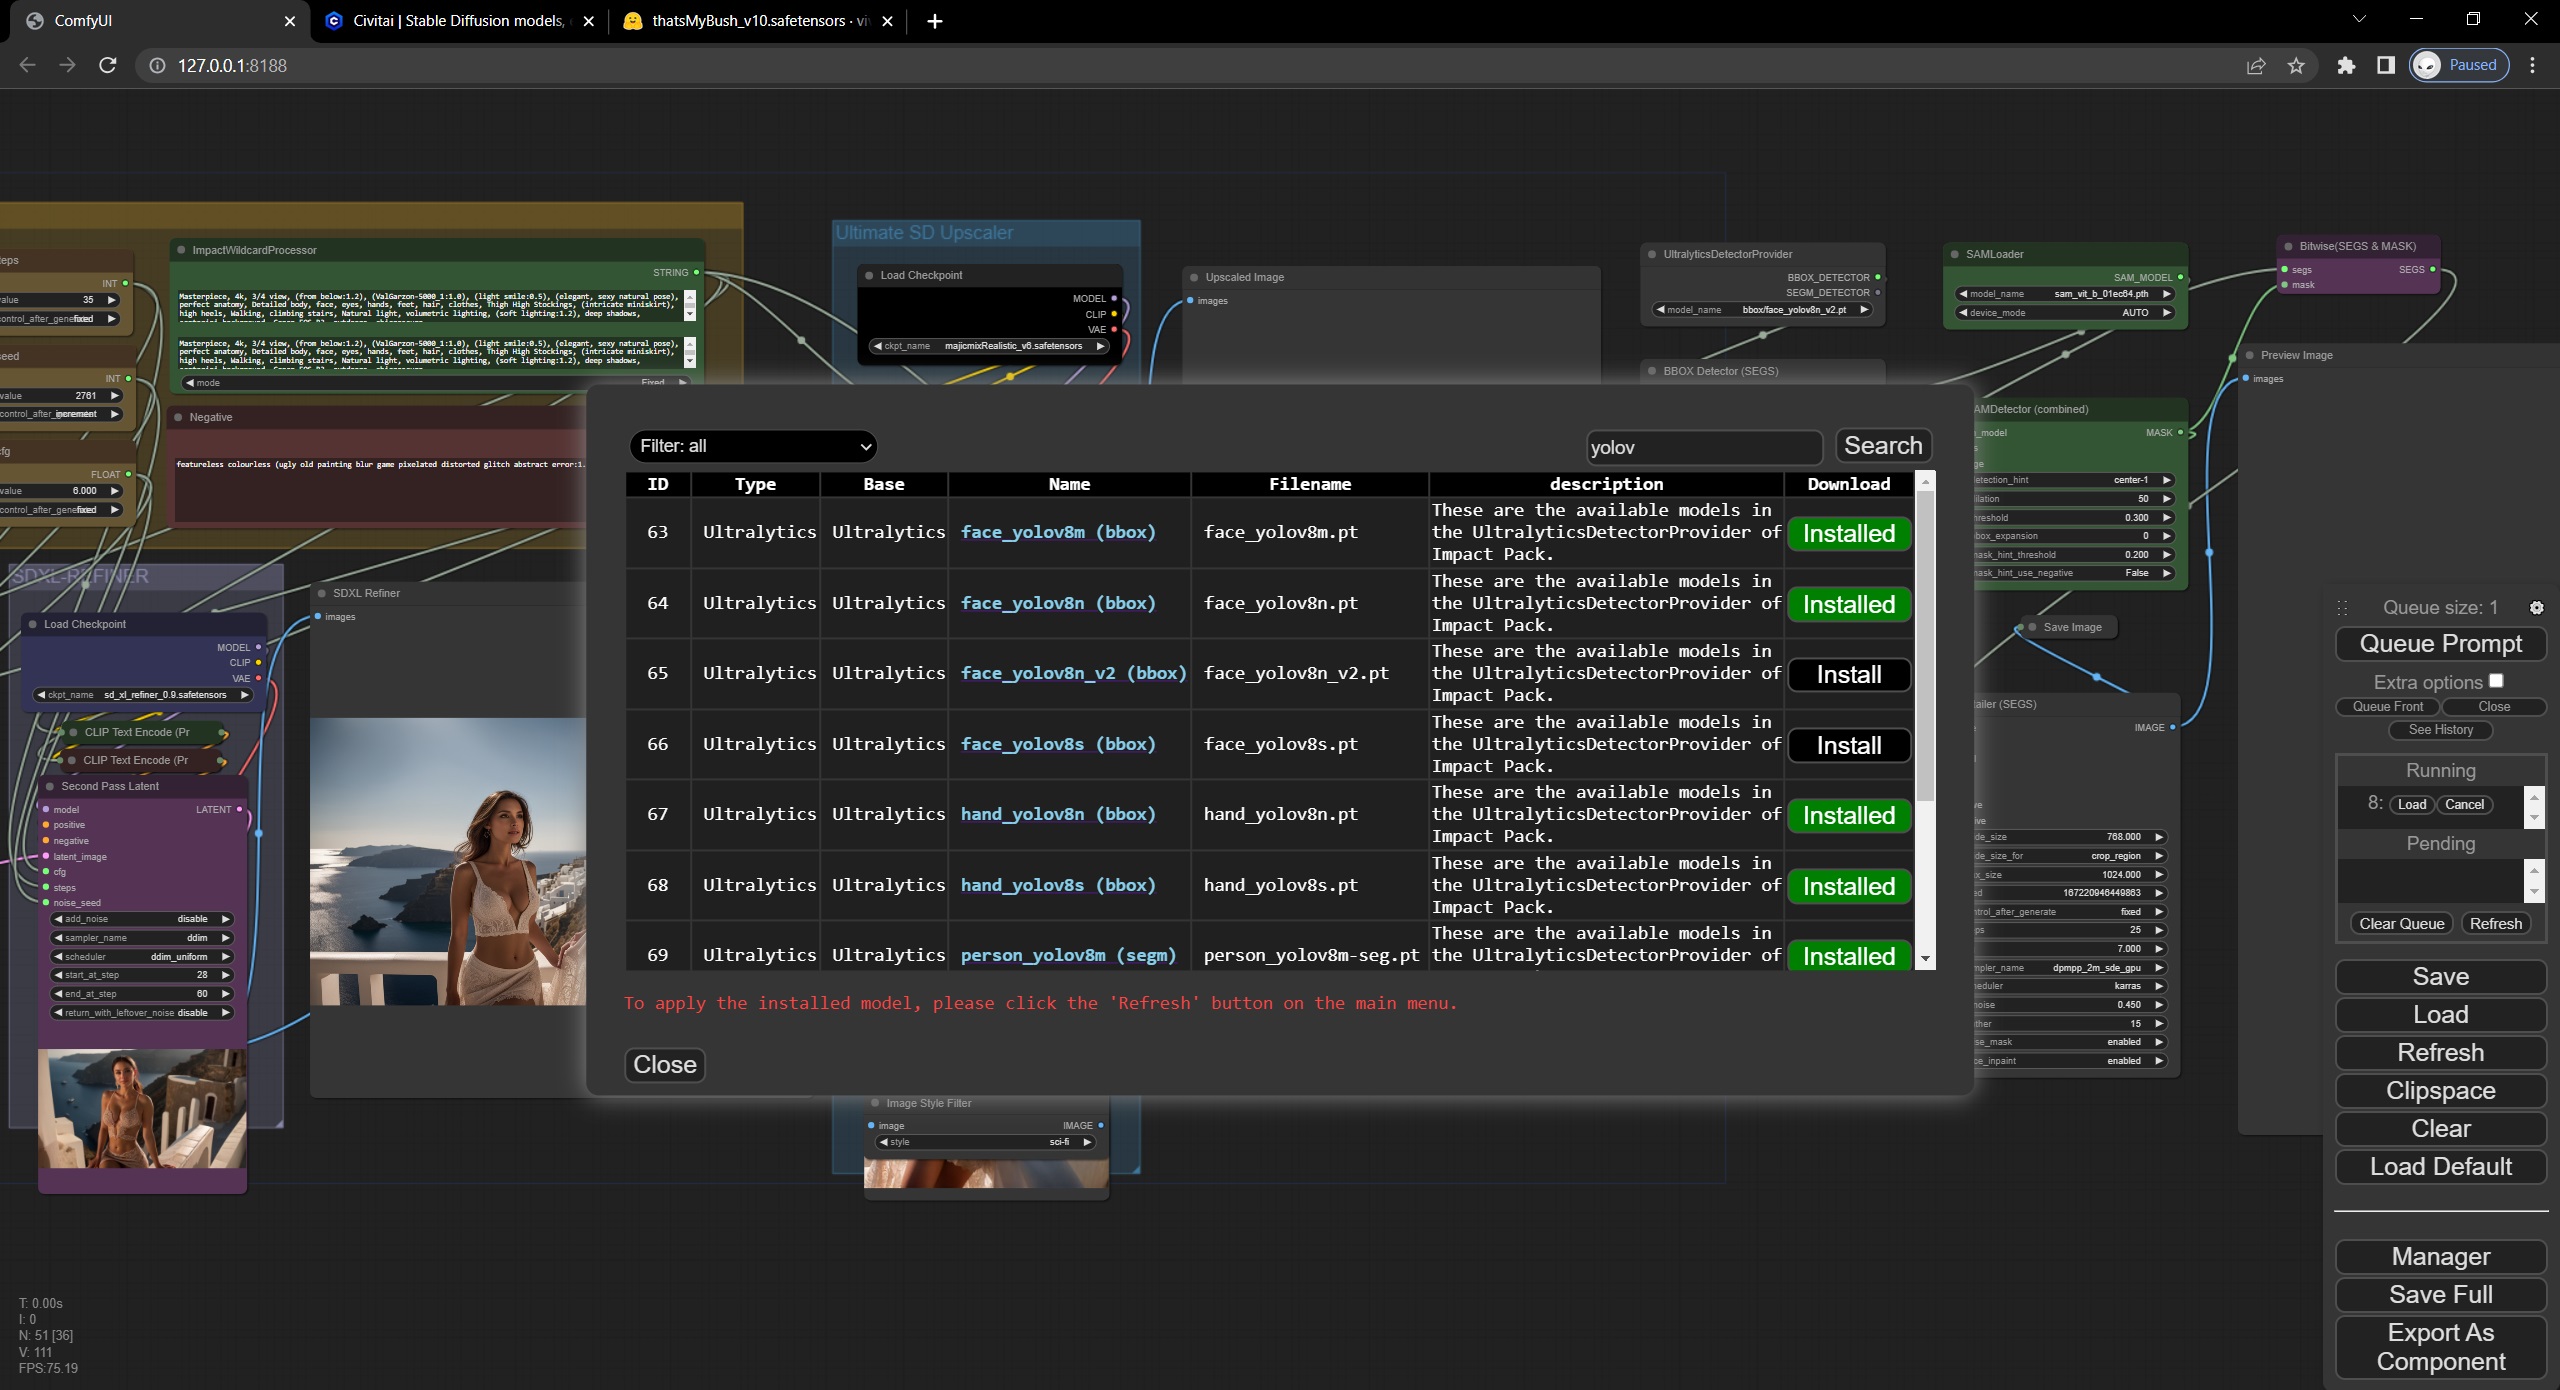 ComfyUI
Civitai | Stable Diffusion models,
thatsMyBush_v10.safetensors · vi
127.0.0.1:8188
Paused
ImpactWildcardProcessor
STRING
Masterpiece, 4k, 3/4 view, (from below:1.2), (ValGarzon-5000_1:1.0), (light smile:0.5), (elegant, sexy natural pose),
perfect anatomy, Detailed body, face, eyes, hands, feet, hair, clothes, Thigh High Stockings, (intricate miniskirt),
high heels, Walking, climbing stairs, Natural light, volumetric lighting, (soft lighting:1.2), deep shadows,
Masterpiece, 4k, 3/4 view, (from below:1.2), (ValGarzon-5000_1:1.0), (light smile:0.5), (elegant, sexy natural pose),
perfect anatomy, Detailed body, face, eyes, hands, feet, hair, clothes, Thigh High Stockings, (intricate miniskirt),
high heels, Walking, climbing stairs, Natural light, volumetric lighting, (soft lighting:1.2), deep shadows,
mode Fixed
eps
INT
value 35
control_after_generate fixed
seed
INT
value 2761
control_after_ increment
cfg
FLOAT
value 6.000
control_after_generate fixed
Negative
featureless colourless (ugly old painting blur game pixelated distorted glitch abstract error:1.
Ultimate SD Upscaler
Load Checkpoint
MODEL
CLIP
VAE
ckpt_name majicmixRealistic_v6.safetensors
Upscaled Image
images
UltralyticsDetectorProvider
BBOX_DETECTOR
SEGM_DETECTOR
model_name bbox/face_yolov8n_v2.pt
BBOX Detector (SEGS)
SAMLoader
SAM_MODEL
model_name sam_vit_b_01ec64.pth
device_mode AUTO
Bitwise(SEGS & MASK)
segs SEGS
mask
Preview Image
images
AMDetector (combined)
_model MASK
s
ge
etection_hint center-1
ilation 50
hreshold 0.300
box_expansion 0
mask_hint_threshold 0.200
mask_hint_use_negative False
Save Image
ailer (SEGS)
IMAGE
ve
ive
de_size 768.000
de_size_for crop_region
x_size 1024.000
ed 167220946449863
ntrol_after_generate fixed
ps 25
7.000
mpler_name dpmpp_2m_sde_gpu
eduler karras
noise 0.450
ther 15
se_mask enabled
ce_inpaint enabled
SDXL-REFINER
Load Checkpoint
MODEL
CLIP
VAE
ckpt_name sd_xl_refiner_0.9.safetensors
CLIP Text Encode (Pr
CLIP Text Encode (Pr
Second Pass Latent
model LATENT
positive
negative
latent_image
cfg
steps
noise_seed
add_noise disable
sampler_name ddim
scheduler ddim_uniform
start_at_step 28
end_at_step 60
return_with_leftover_noise disable
SDXL Refiner
images
Filter: all
yolov
Search
ID Type Base Name Filename description Download
63 Ultralytics Ultralytics face_yolov8m (bbox) face_yolov8m.pt These are the available models in the UltralyticsDetectorProvider of Impact Pack. Installed
64 Ultralytics Ultralytics face_yolov8n (bbox) face_yolov8n.pt These are the available models in the UltralyticsDetectorProvider of Impact Pack. Installed
65 Ultralytics Ultralytics face_yolov8n_v2 (bbox) face_yolov8n_v2.pt These are the available models in the UltralyticsDetectorProvider of Impact Pack. Install
66 Ultralytics Ultralytics face_yolov8s (bbox) face_yolov8s.pt These are the available models in the UltralyticsDetectorProvider of Impact Pack. Install
67 Ultralytics Ultralytics hand_yolov8n (bbox) hand_yolov8n.pt These are the available models in the UltralyticsDetectorProvider of Impact Pack. Installed
68 Ultralytics Ultralytics hand_yolov8s (bbox) hand_yolov8s.pt These are the available models in the UltralyticsDetectorProvider of Impact Pack. Installed
69 Ultralytics Ultralytics person_yolov8m (segm) person_yolov8m-seg.pt These are the available models in the UltralyticsDetectorProvider of Installed
To apply the installed model, please click the 'Refresh' button on the main menu.
Close
Image Style Filter
image IMAGE
style sci-fi
Queue size: 1
Queue Prompt
Extra options
Queue Front Close
See History
Running
8: Load Cancel
Pending
Clear Queue Refresh
Save
Load
Refresh
Clipspace
Clear
Load Default
Manager
Save Full
Export As
Component
T: 0.00s
I: 0
N: 51 [36]
V: 111
FPS:75.19